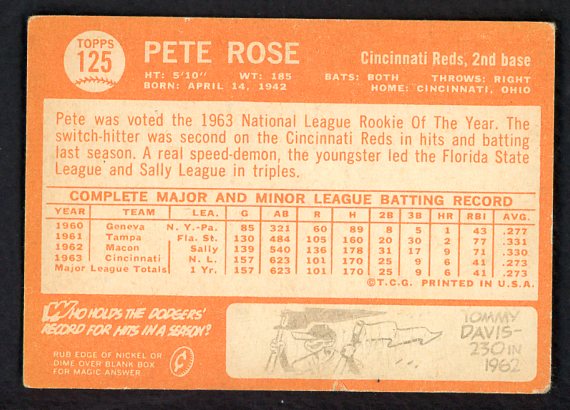 TOPPS
125
PETE ROSE
Cincinnati Reds, 2nd base
HT: 5'10" WT: 185 BATS: BOTH THROWS: RIGHT
BORN: APRIL 14, 1942 HOME: CINCINNATI, OHIO
Pete was voted the 1963 National League Rookie Of The Year. The
switch-hitter was second on the Cincinnati Reds in hits and batting
last season. A real speed-demon, the youngster led the Florida State
League and Sally League in triples.
COMPLETE MAJOR AND MINOR LEAGUE BATTING RECORD
YEAR TEAM LEA. G AB R H 2B 3B HR RBI AVG.
1960 Geneva N. Y.-Pa. 85 321 60 89 8 5 1 43 .277
1961 Tampa Fla. St. 130 484 105 160 20 30 2 77 .331
1962 Macon Sally 139 540 136 178 31 17 9 71 .330
1963 Cincinnati N. L. 157 623 101 170 25 9 6 41 .273
Major League Totals 1 Yr. 157 623 101 170 25 9 6 41 .273
©T.C.G. PRINTED IN U.S.A.
WHO HOLDS THE DODGERS'
RECORD FOR HITS IN A SEASON?
RUB EDGE OF NICKEL OR
DIME OVER BLANK BOX
FOR MAGIC ANSWER
TOMMY
DAVIS-
230 IN
1962